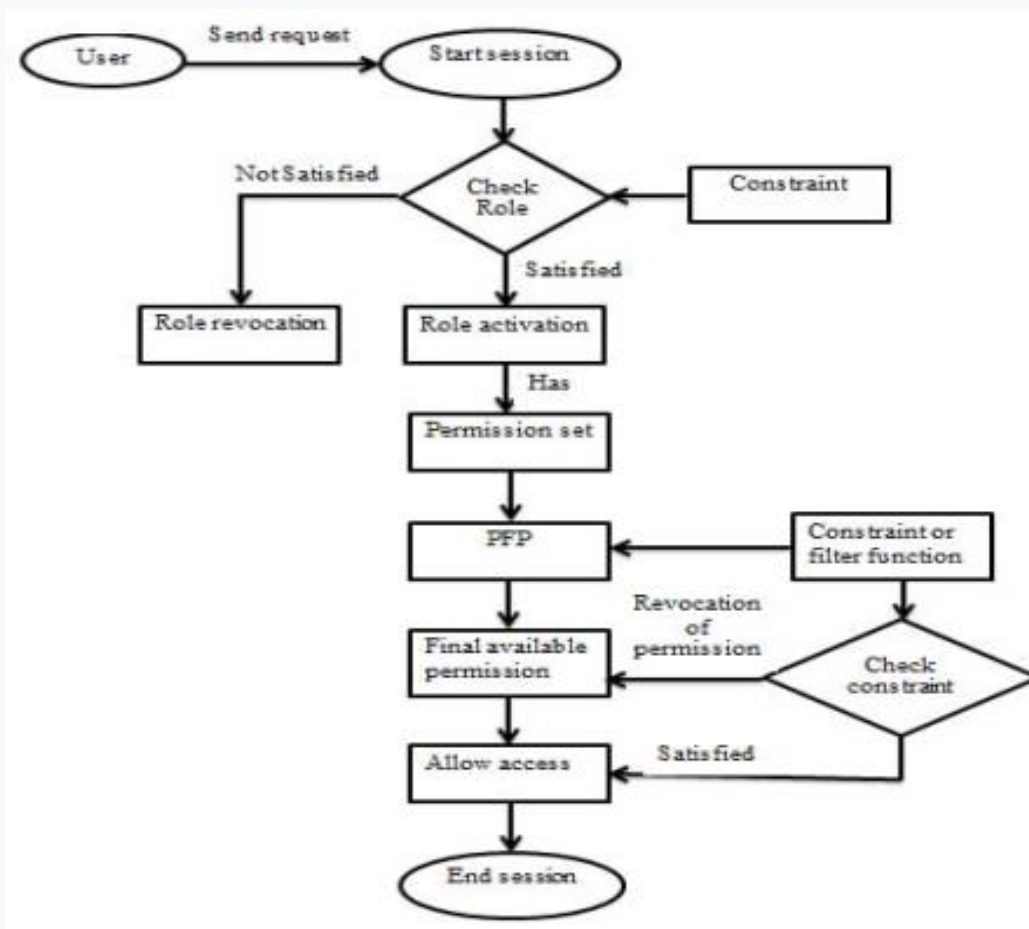 Send request
User
Start session
Not Satisfied
Check
Role
Constraint
Satisfied
Role revocation
Role activation
Has
Permission set
PFP
Constraint or
filter function
Revocation
of
permission
Final available
permission
Check
constraint
Allow access
Satisfied
End session